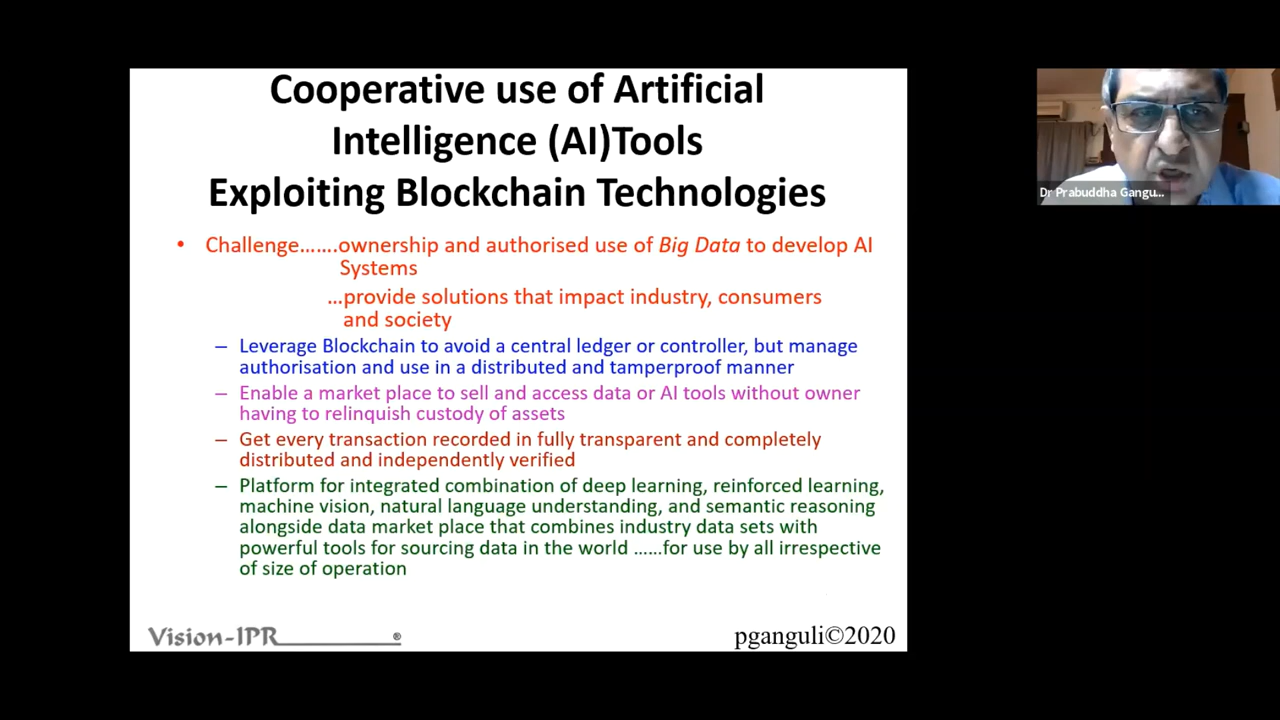 Cooperative use of Artificial
Intelligence (AI)Tools
Exploiting Blockchain Technologies
• Challenge…….ownership and authorised use of Big Data to develop AI
Systems
…provide solutions that impact industry, consumers
and society
– Leverage Blockchain to avoid a central ledger or controller, but manage
authorisation and use in a distributed and tamperproof manner
– Enable a market place to sell and access data or AI tools without owner
having to relinquish custody of assets
– Get every transaction recorded in fully transparent and completely
distributed and independently verified
– Platform for integrated combination of deep learning, reinforced learning,
machine vision, natural language understanding, and semantic reasoning
alongside data market place that combines industry data sets with
powerful tools for sourcing data in the world ……for use by all irrespective
of size of operation
Vision-IPR ®
pganguli©2020
Dr Prabuddha Gangu...